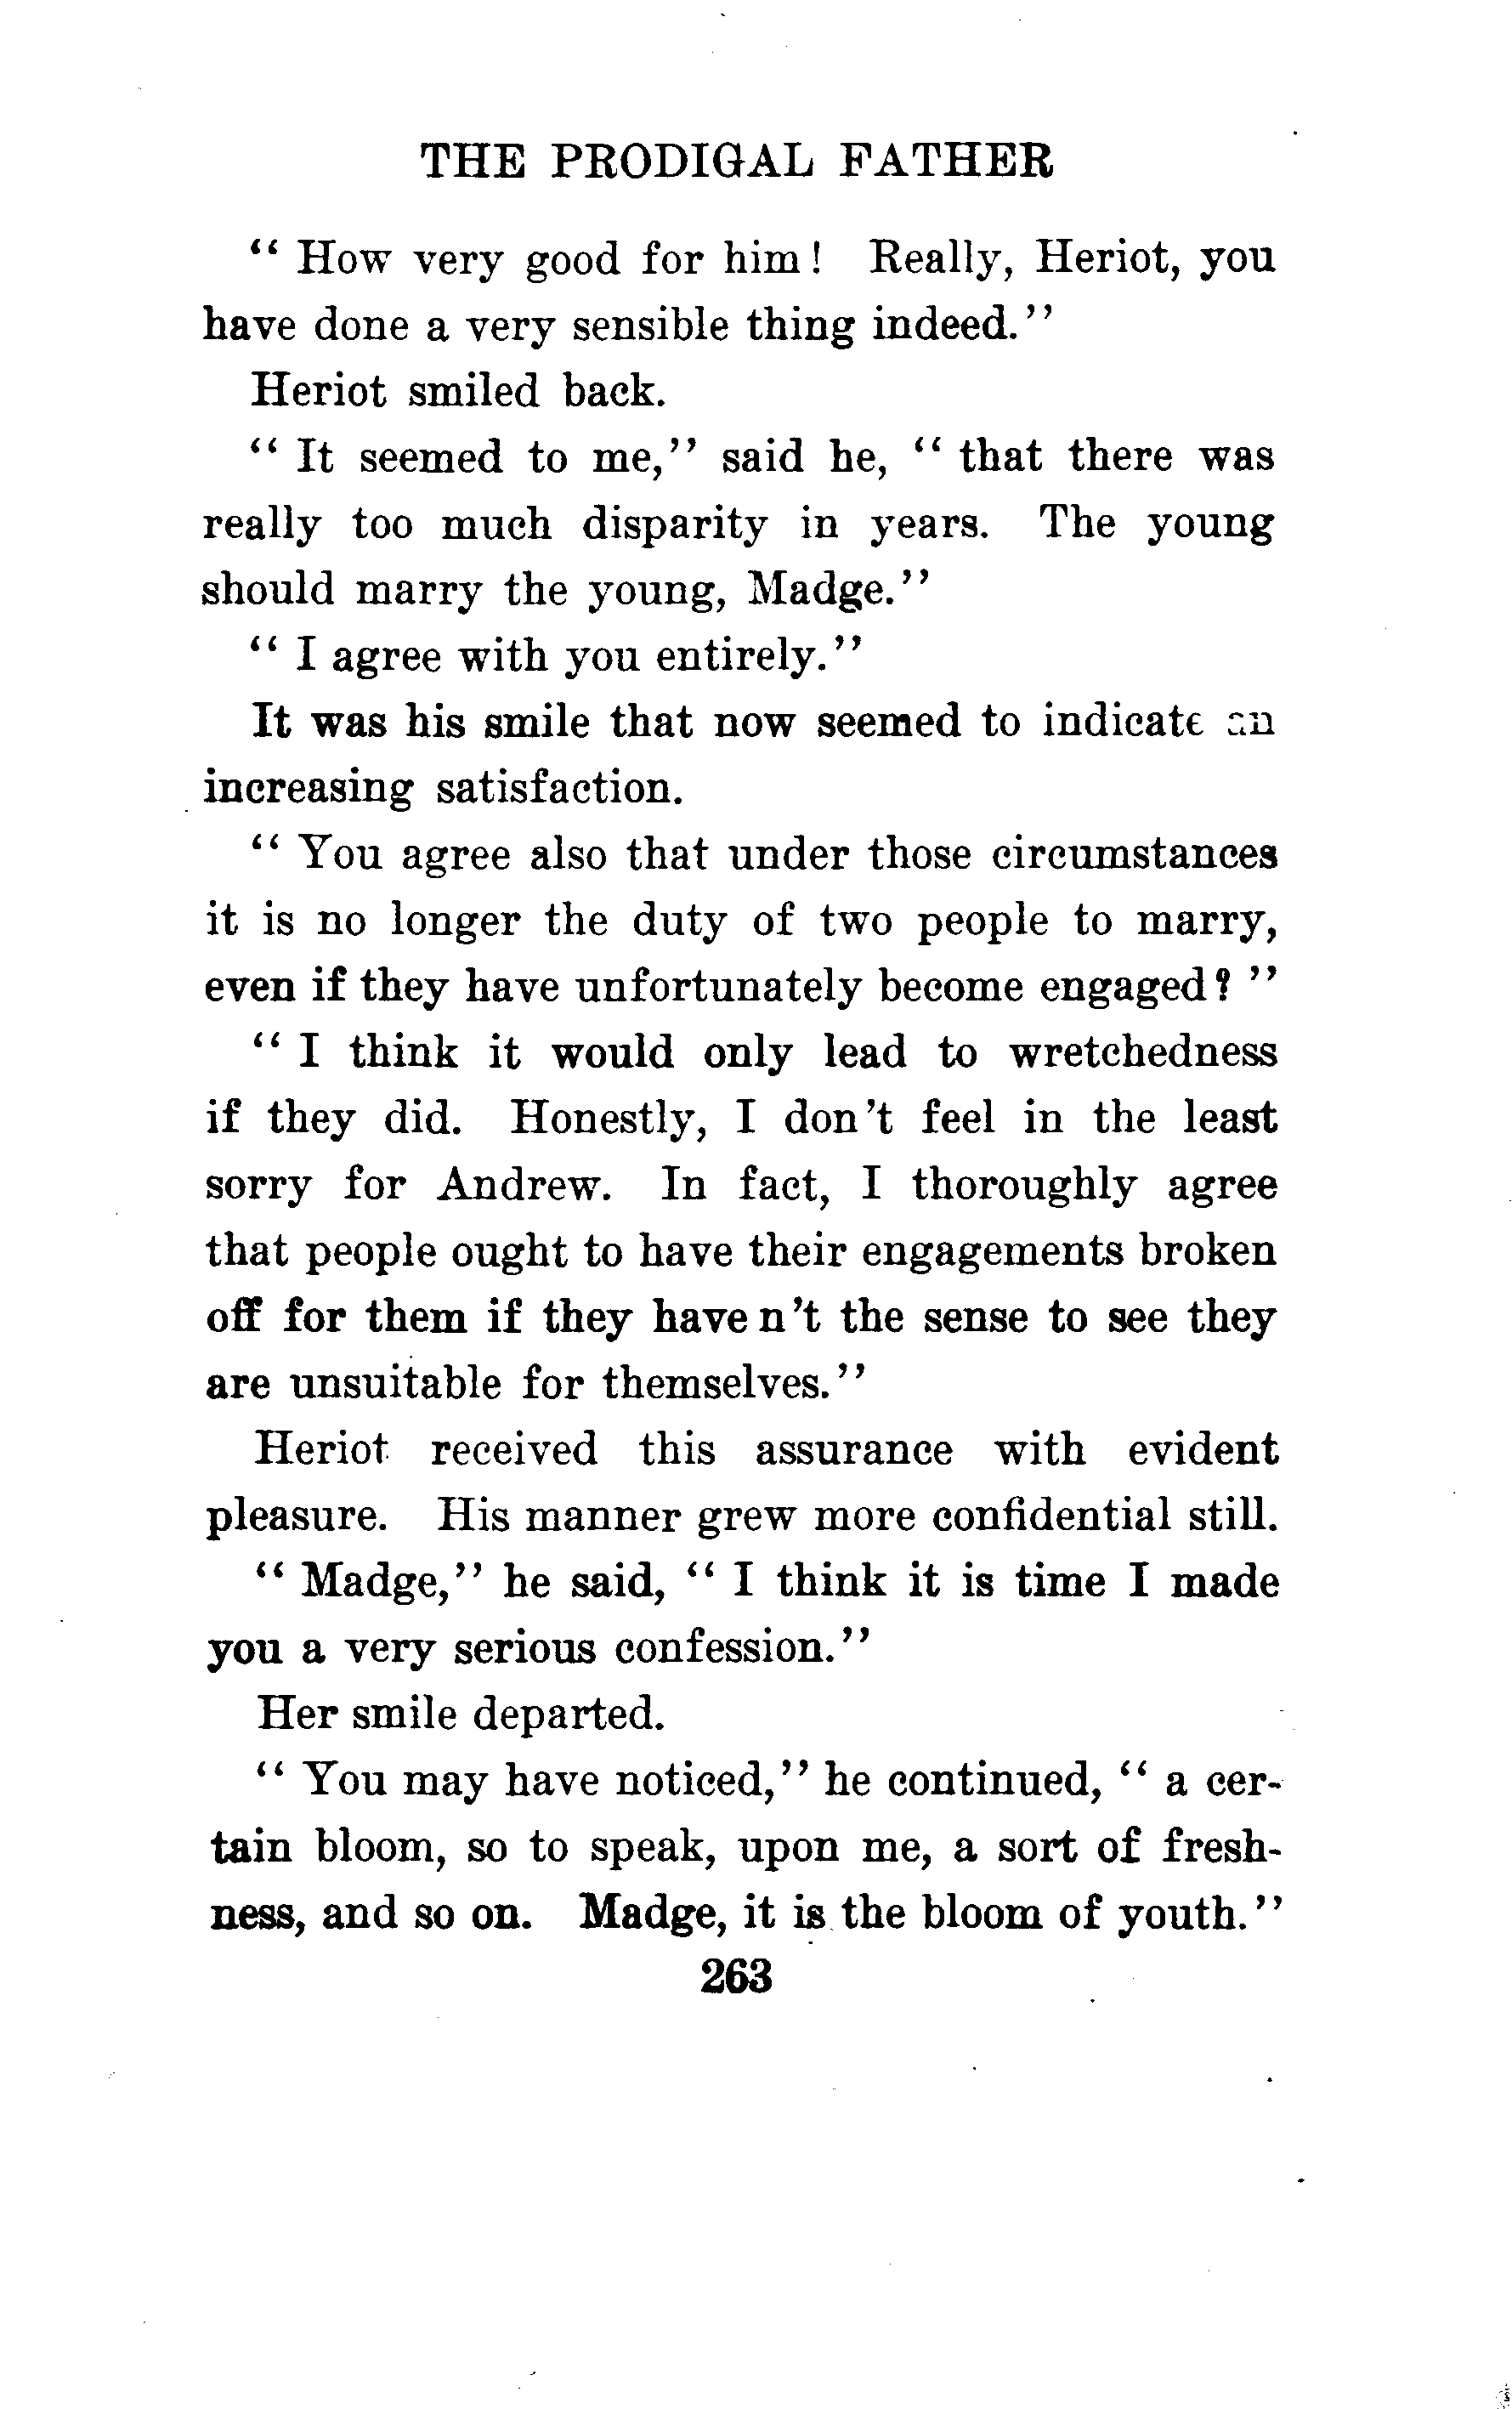 THE PRODIGAL FATHER
“ How very good for him ! Really, Heriot, you
have done a very sensible thing indeed.”
Heriot smiled back.
“ It seemed to me,” said he, “ that there was
really too much disparity in years. The young
should marry the young, Madge.”
“ I agree with you entirely.”
It was his smile that now seemed to indicate an
increasing satisfaction.
“ You agree also that under those circumstances
it is no longer the duty of two people to marry,
even if they have unfortunately become engaged ? ”
“ I think it would only lead to wretchedness
if they did. Honestly, I don't feel in the least
sorry for Andrew. In fact, I thoroughly agree
that people ought to have their engagements broken
off for them if they have n't the sense to see they
are unsuitable for themselves.”
Heriot received this assurance with evident
pleasure. His manner grew more confidential still.
“ Madge,” he said, “ I think it is time I made
you a very serious confession.”
Her smile departed.
“ You may have noticed,” he continued, “ a cer-
tain bloom, so to speak, upon me, a sort of fresh-
ness, and so on. Madge, it is the bloom of youth.”
263